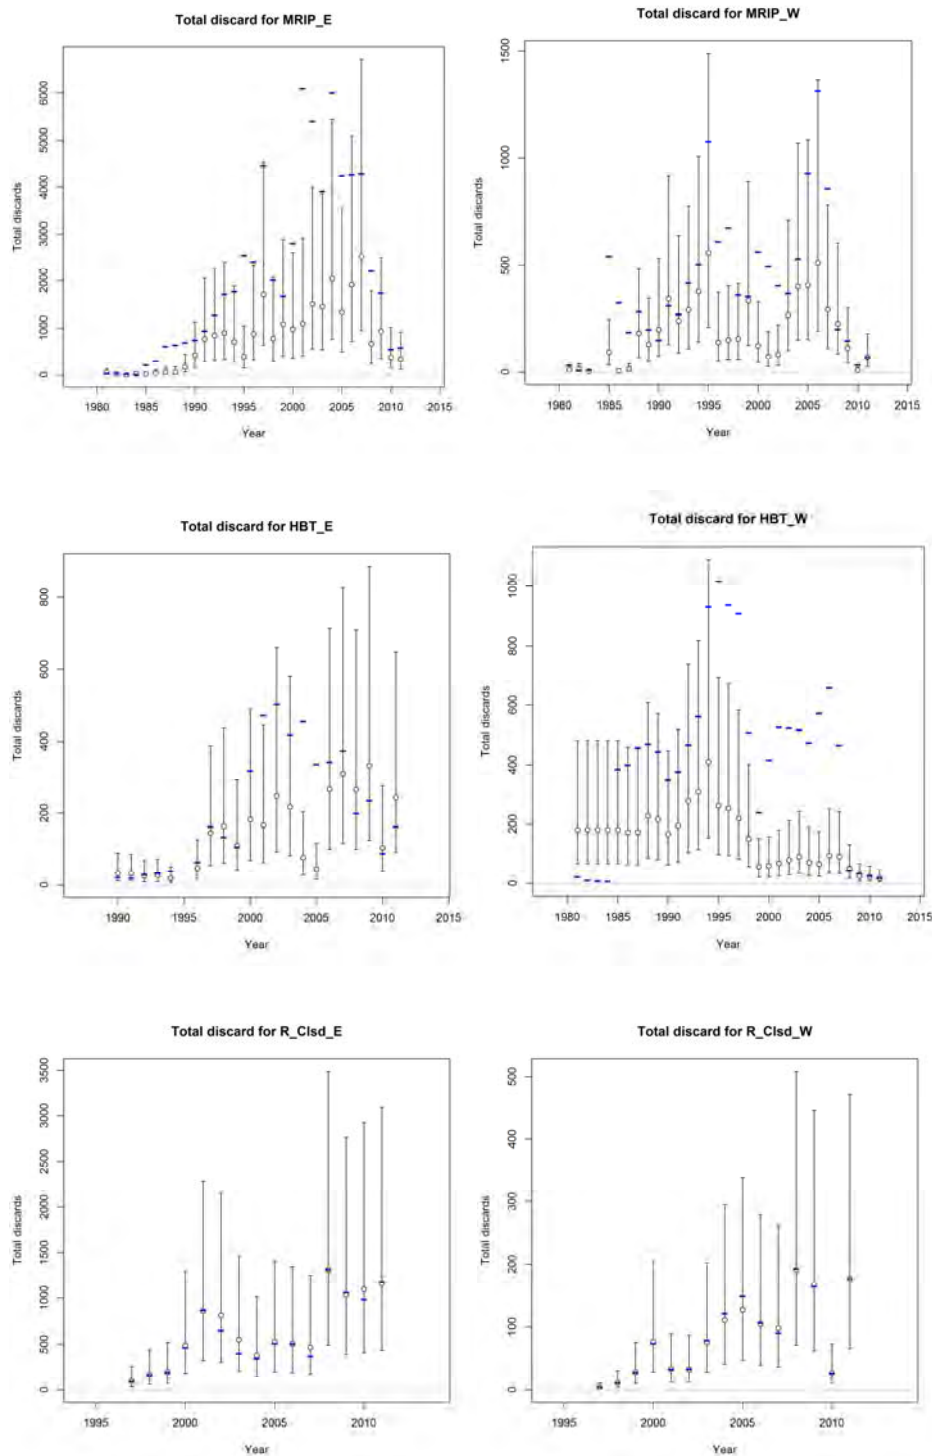 Total discard for MRIP_E
Total discards
0 1000 2000 3000 4000 5000 6000
1980 1985 1990 1995 2000 2005 2010 2015
Year
Total discard for MRIP_W
Total discards
0 500 1000 1500
1980 1985 1990 1995 2000 2005 2010 2015
Year
Total discard for HBT_E
Total discards
0 200 400 600 800
1990 1995 2000 2005 2010 2015
Year
Total discard for HBT_W
Total discards
0 200 400 600 800 1000
1980 1985 1990 1995 2000 2005 2010 2015
Year
Total discard for R_Clsd_E
Total discards
0 500 1000 1500 2000 2500 3000 3500
1995 2000 2005 2010
Year
Total discard for R_Clsd_W
Total discards
0 100 200 300 400 500
1995 2000 2005 2010
Year